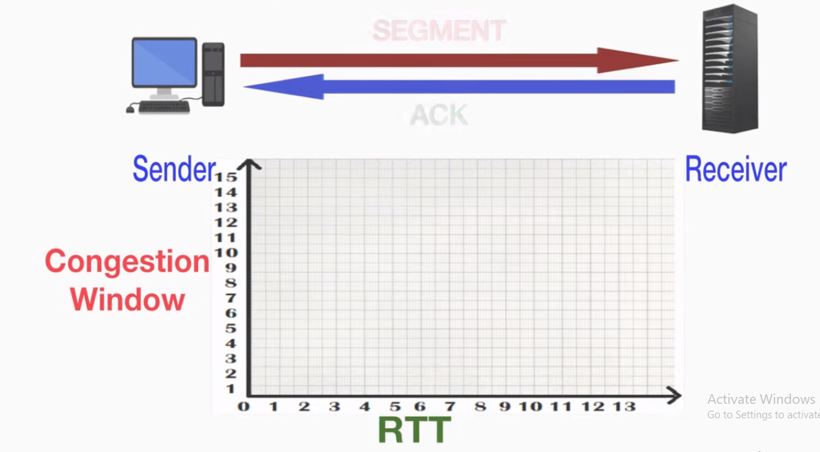 SEGMENT
ACK
Sender
Receiver
15
14
13
12
11
10
9
8
7
6
5
4
3
2
1
Congestion
Window
0 1 2 3 4 5 6 7 8 9 10 11 12 13
RTT
Activate Windows
Go to Settings to activate